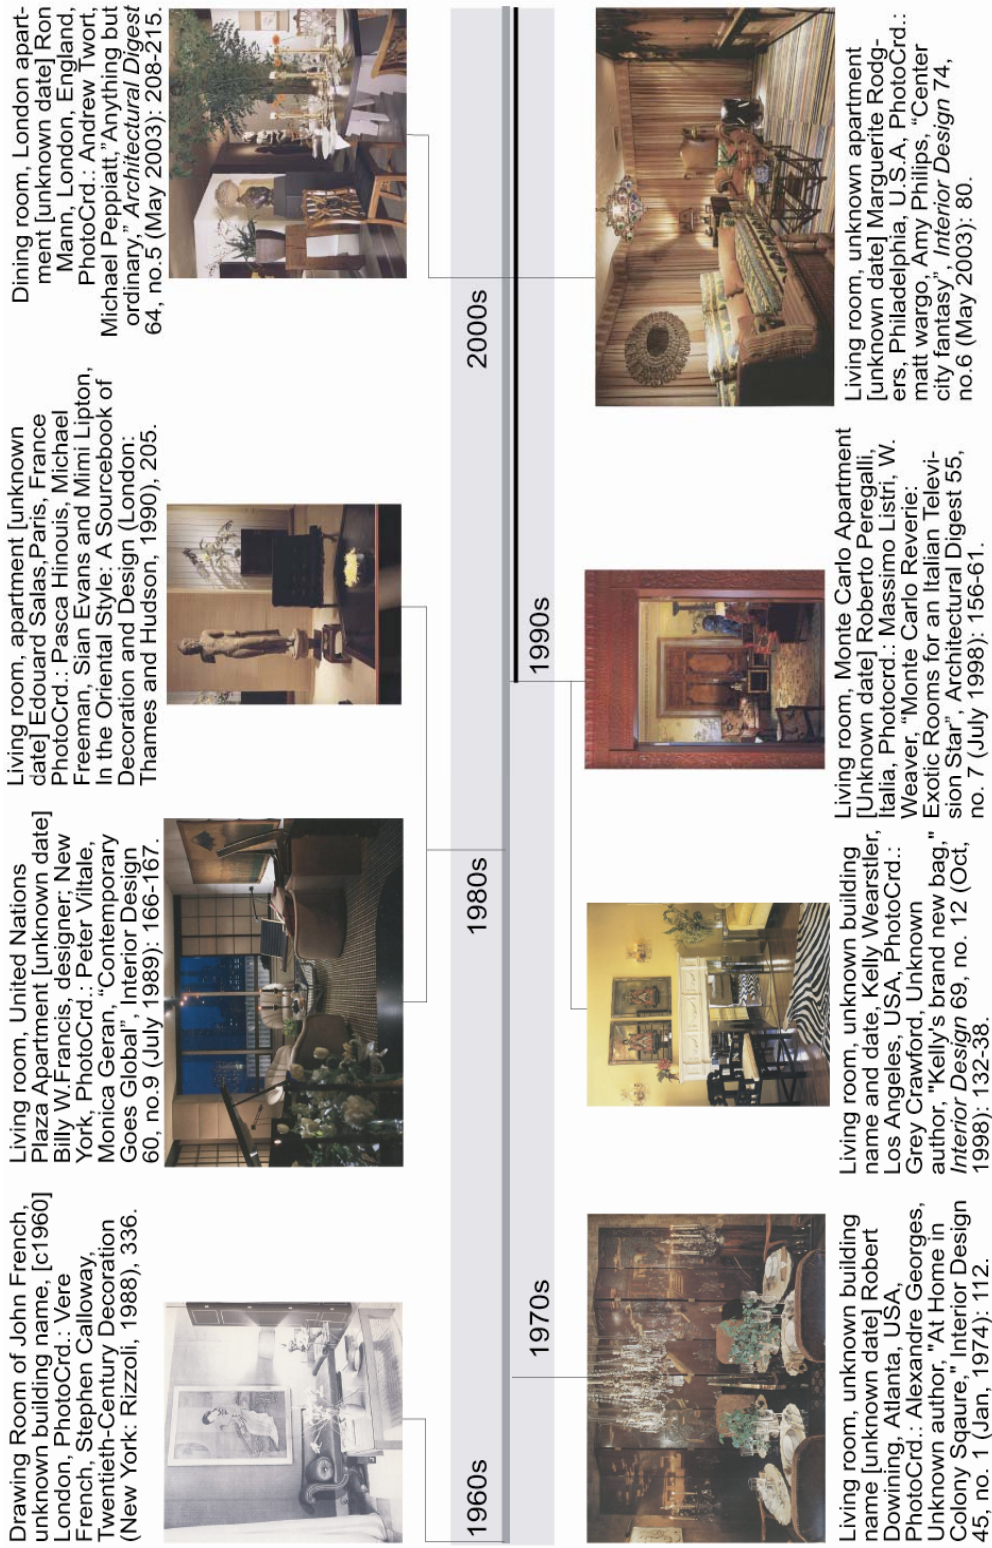 Drawing Room of John French,
unknown building name, [c1960]
London, PhotoCrd.: Vere
French, Stephen Calloway,
Twentieth-Century Decoration
(New York: Rizzoli, 1988), 336.
Living room, United Nations
Plaza Apartment [unknown date]
Billy W.Francis, designer; New
York, PhotoCrd.: Peter Viltale,
Monica Geran, “Contemporary
Goes Global”, Interior Design
60, no.9 (July 1989): 166-167.
Living room, apartment [unknown
date] Edouard Salas,Paris, France
PhotoCrd.: Pasca Hinouis, Michael
Freeman, Sian Evans and Mimi Lipton,
In the Oriental Style: A Sourcebook of
Decoration and Design (London:
Thames and Hudson, 1990), 205.
Dining room, London apart-
ment [unknown date] Ron
Mann, London, England,
PhotoCrd.: Andrew Twort,
Michael Peppiatt,”Anything but
ordinary,” Architectural Digest
64, no.5 (May 2003): 208-215.
1960s
1970s
1980s
1990s
2000s
Living room, unknown building
name [unknown date] Robert
Dowining, Atlanta, USA,
PhotoCrd.: Alexandre Georges,
Unknown author, "At Home in
Colony Sqaure," Interior Design
45, no. 1 (Jan, 1974): 112.
Living room, unknown building
name and date, Kelly Wearstler,
Los Angeles, USA, PhotoCrd.:
Grey Crawford, Unknown
author, "Kelly's brand new bag,"
Interior Design 69, no. 12 (Oct,
1998): 132-38.
Living room, Monte Carlo Apartment
[Unknown date] Roberto Peregalli,
Italia, Photocrd.: Massimo Listri, W.
Weaver, “Monte Carlo Reverie:
Exotic Rooms for an Italian Televi-
sion Star”, Architectural Digest 55,
no. 7 (July 1998): 156-61.
Living room, unknown apartment
[unknown date] Marguerite Rodg-
ers, Philadelphia, U.S.A, PhotoCrd.:
matt wargo, Amy Philips, “Center
city fantasy”, Interior Design 74,
no.6 (May 2003): 80.